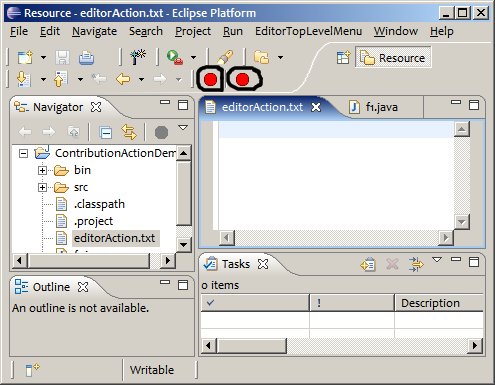 Resource - editorAction.txt - Eclipse Platform
File Edit Navigate Search Project Run EditorTopLevelMenu Window Help
Resource
Navigator
editorAction.txt
f1.java
ContributionActionDem
bin
src
.classpath
.project
editorAction.txt
Tasks
0 items
! Description
Outline
An outline is not available.
Writable